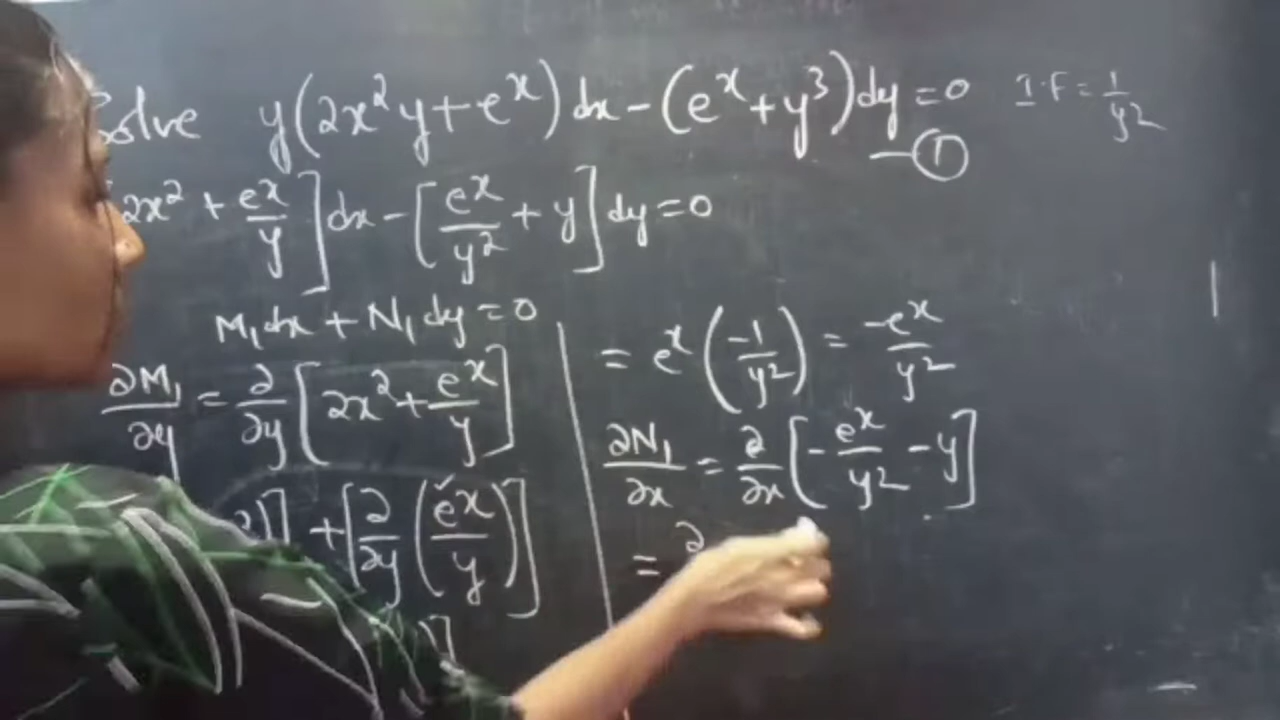 Solve y(2x²y+eˣ)dx-(eˣ+y³)dy=0 I.F=1/y²
—①
2x² + eˣ/y]dx-[eˣ/y² + y]dy=0
M₁dx + N₁dy=0
∂M₁/∂y = ∂/∂y[2x²+eˣ/y]
+[∂/∂y(eˣ/y)]
= eˣ(-1/y²) = -eˣ/y²
∂N₁/∂x = ∂/∂x[-eˣ/y² - y]
= ∂